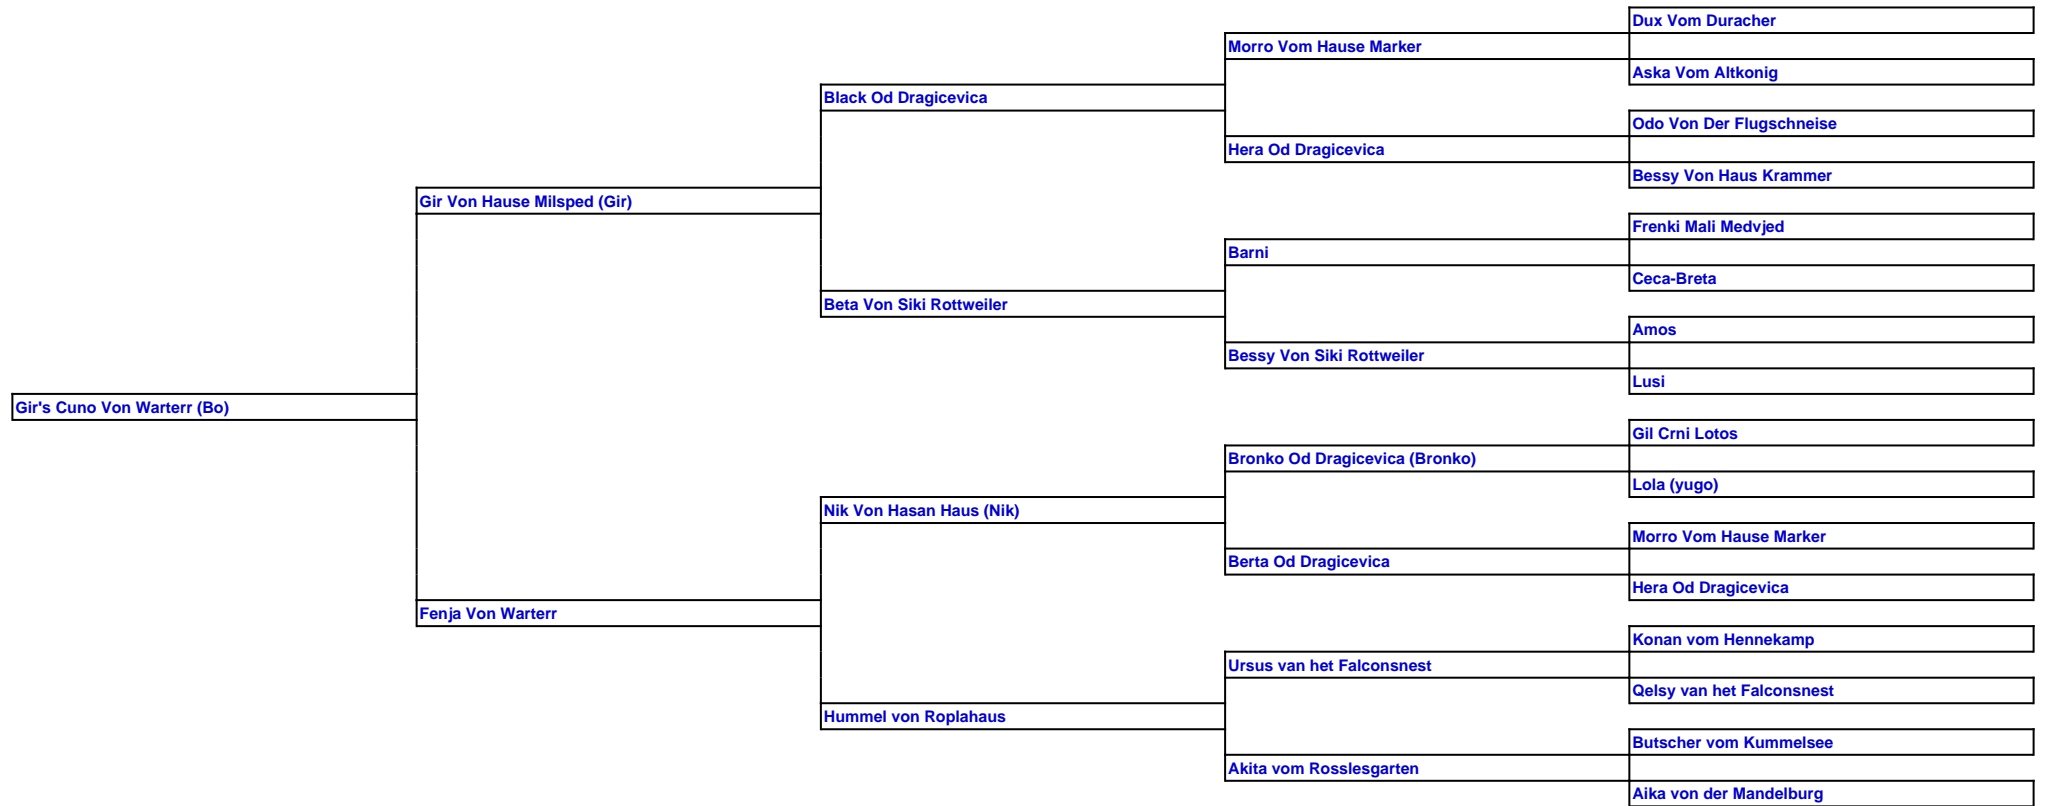 Dux Vom Duracher
Morro Vom Hause Marker
Aska Vom Altkonig
Black Od Dragicevica
Odo Von Der Flugschneise
Hera Od Dragicevica
Bessy Von Haus Krammer
Gir Von Hause Milsped (Gir)
Frenki Mali Medvjed
Barni
Ceca-Breta
Beta Von Siki Rottweiler
Amos
Bessy Von Siki Rottweiler
Lusi
Gir's Cuno Von Warterr (Bo)
Gil Crni Lotos
Bronko Od Dragicevica (Bronko)
Lola (yugo)
Nik Von Hasan Haus (Nik)
Morro Vom Hause Marker
Berta Od Dragicevica
Hera Od Dragicevica
Fenja Von Warterr
Konan vom Hennekamp
Ursus van het Falconsnest
Qelsy van het Falconsnest
Hummel von Roplahaus
Butscher vom Kummelsee
Akita vom Rosslesgarten
Aika von der Mandelburg